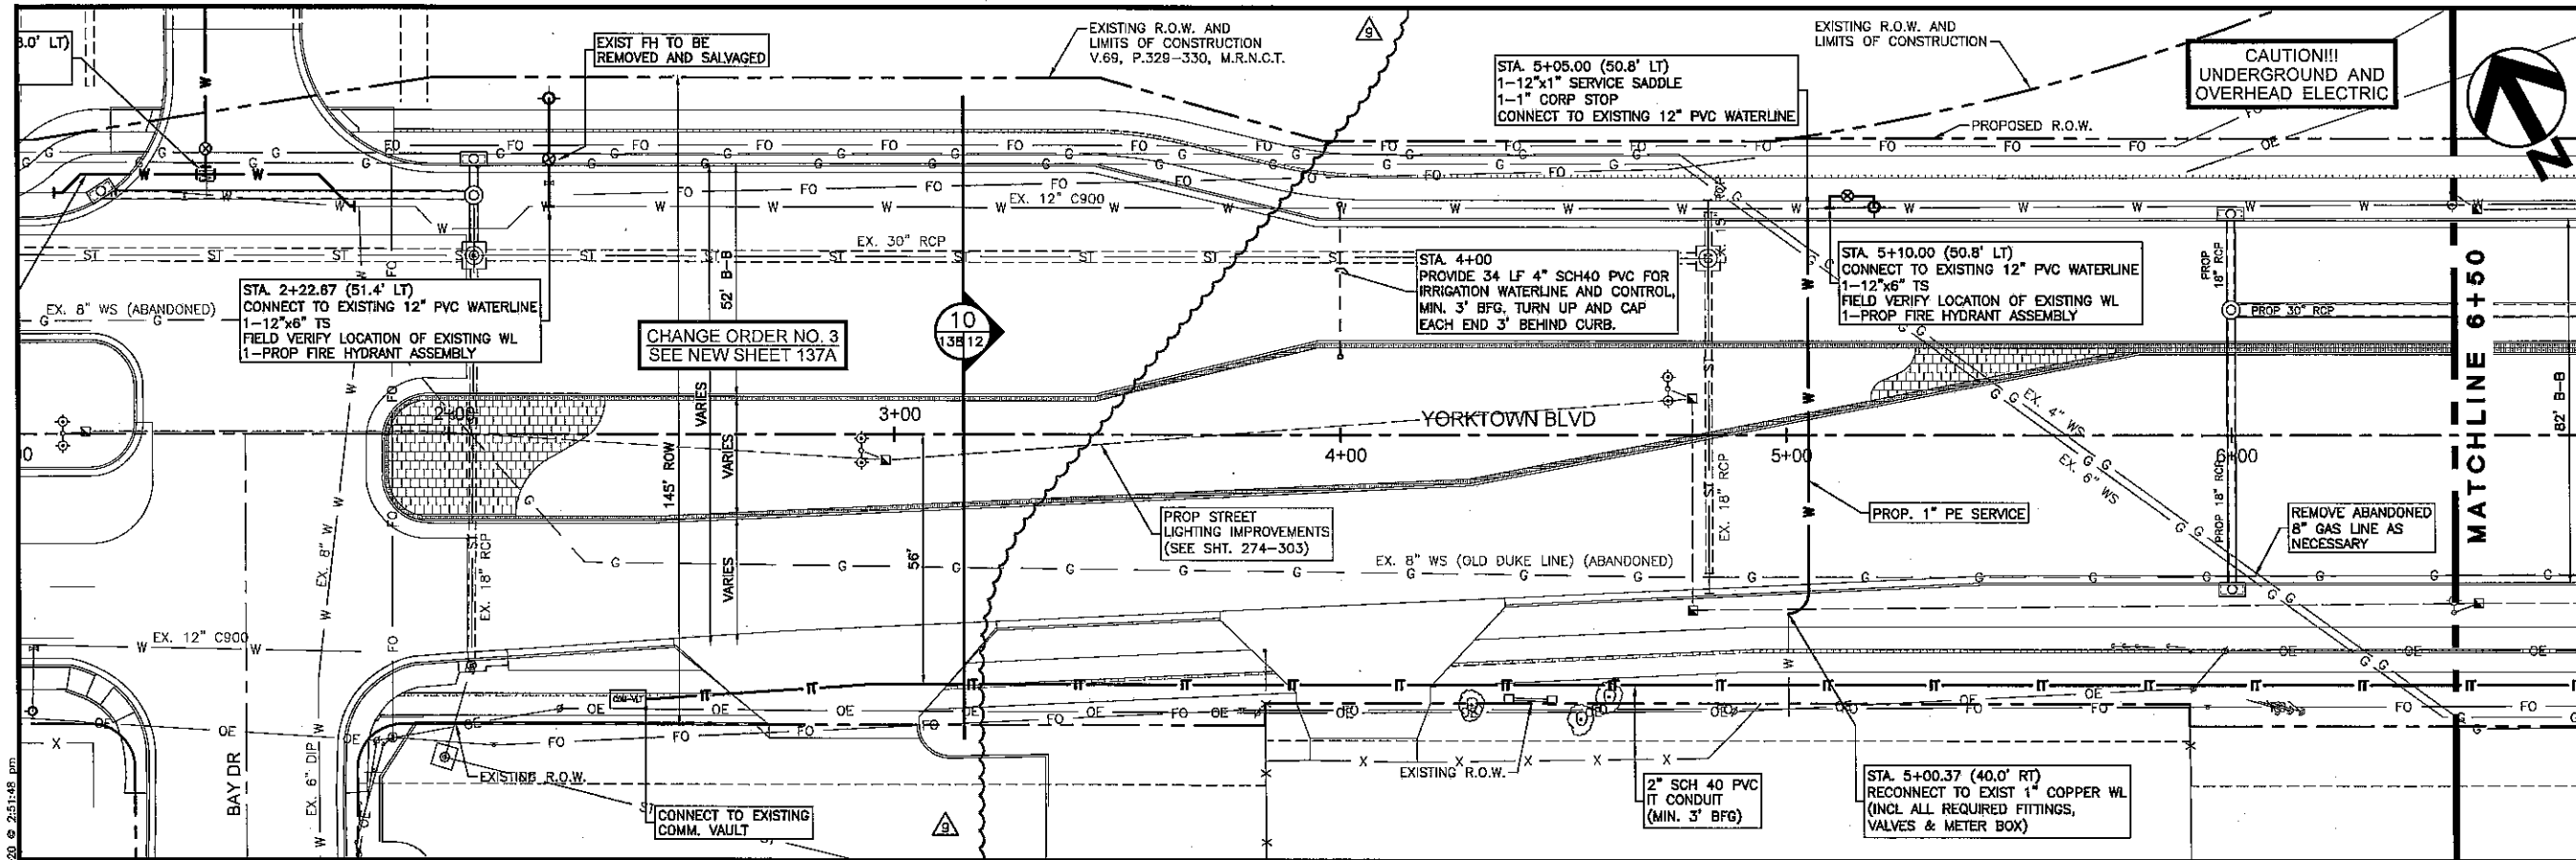 3.0' LT)
EXIST FH TO BE
REMOVED AND SALVAGED
EXISTING R.O.W. AND
LIMITS OF CONSTRUCTION
V.69, P.329-330, M.R.N.C.T.
9
STA. 5+05.00 (50.8' LT)
1-12"x1" SERVICE SADDLE
1-1" CORP STOP
CONNECT TO EXISTING 12" PVC WATERLINE
EXISTING R.O.W. AND
LIMITS OF CONSTRUCTION
CAUTION!!!
UNDERGROUND AND
OVERHEAD ELECTRIC
N
PROPOSED R.O.W.
EX. 12" C900
EX. 30" RCP
EX. 15"
EX. 8" WS (ABANDONED)
STA. 2+22.67 (51.4' LT)
CONNECT TO EXISTING 12" PVC WATERLINE
1-12"x6" TS
FIELD VERIFY LOCATION OF EXISTING WL
1-PROP FIRE HYDRANT ASSEMBLY
CHANGE ORDER NO. 3
SEE NEW SHEET 137A
52' B-B
10
138 12
STA. 4+00
PROVIDE 34 LF 4" SCH40 PVC FOR
IRRIGATION WATERLINE AND CONTROL,
MIN. 3' BFG, TURN UP AND CAP
EACH END 3' BEHIND CURB.
STA. 5+10.00 (50.8' LT)
CONNECT TO EXISTING 12" PVC WATERLINE
1-12"x6" TS
FIELD VERIFY LOCATION OF EXISTING WL
1-PROP FIRE HYDRANT ASSEMBLY
PROP
18" RCP
PROP 30" RCP
MATCHLINE 6+50
82' B-B
2+00
3+00
YORKTOWN BLVD
4+00
5+00
6+00
145' ROW
VARIES
VARIES
VARIES
56'
EX. 8" W
EX. 18" RCP
EX. 4" WS
EX. 6" WS
PROP STREET
LIGHTING IMPROVEMENTS
(SEE SHT. 274-303)
EX. 8" WS (OLD DUKE LINE) (ABANDONED)
EX. 18" RCP
PROP. 1" PE SERVICE
PROP 18" RCP
REMOVE ABANDONED
8" GAS LINE AS
NECESSARY
EX. 12" C900
BAY DR
EX. 6" DIP
EXISTING R.O.W.
CONNECT TO EXISTING
COMM. VAULT
9
EXISTING R.O.W.
2" SCH 40 PVC
IT CONDUIT
(MIN. 3' BFG)
STA. 5+00.37 (40.0' RT)
RECONNECT TO EXIST 1" COPPER WL
(INCL ALL REQUIRED FITTINGS,
VALVES & METER BOX)
20 @ 2:51:48 pm